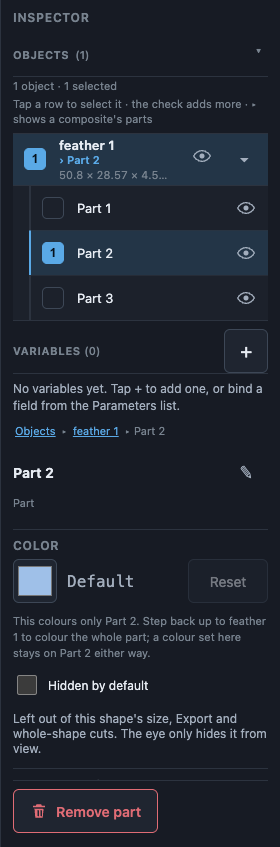 INSPECTOR
OBJECTS (1)
1 object · 1 selected
Tap a row to select it · the check adds more · ▸
shows a composite's parts
1
feather 1
› Part 2
50.8 × 28.57 × 4.5…
Part 1
1
Part 2
Part 3
VARIABLES (0)
+
No variables yet. Tap + to add one, or bind a
field from the Parameters list.
Objects ▸ feather 1 ▸ Part 2
Part 2
Part
COLOR
Default
Reset
This colours only Part 2. Step back up to feather
1 to colour the whole part; a colour set here
stays on Part 2 either way.
Hidden by default
Left out of this shape's size, Export and
whole-shape cuts. The eye only hides it from
view.
Remove part